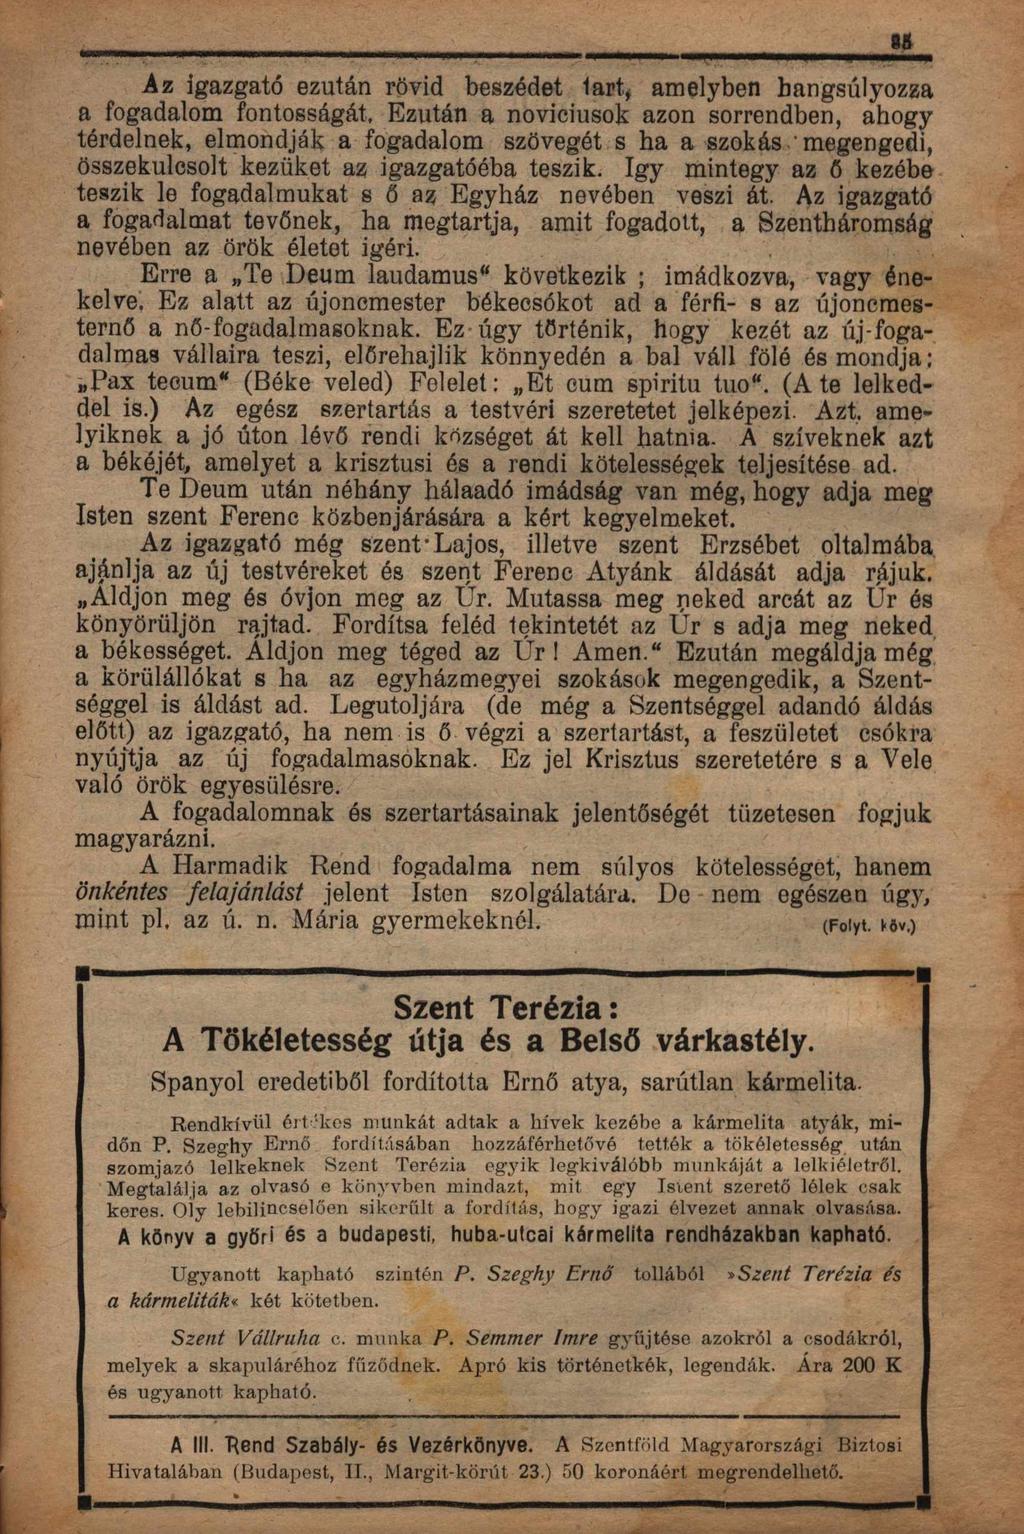 Az igazgató ezután rövid beszédet tart, amelyben hangsúlyozza
a fogadalom fontosságát. Ezután a noviciusok azon sorrendben, ahogy
térdelnek, elmondják a fogadalom szövegét s ha a szokás megengedi,
összekulcsolt kezüket az igazgatóéba teszik. Igy mintegy az ő kezébe
teszik le fogadalmukat s ő az Egyház nevében veszi át. Az igazgató
a fogadalmat tevőnek, ha megtartja, amit fogadott, a Szentháromság
nevében az örök életet igéri.
Erre a „Te Deum laudamus“ következik ; imádkozva, vagy éne-
kelve. Ez alatt az újoncmester békecsókot ad a férfi- s az újoncmes-
ternő a nő-fogadalmasoknak. Ez úgy történik, hogy kezét az új-foga-
dalmas vállaira teszi, előrehajlik könnyedén a bal váll fölé és mondja:
„Pax tecum“ (Béke veled) Felelet: „Et cum spiritu tuo“. (A te lelked-
del is.) Az egész szertartás a testvéri szeretetet jelképezi. Azt, ame-
lyiknek a jó úton lévő rendi községet át kell hatnia. A szíveknek azt
a békéjét, amelyet a krisztusi és a rendi kötelességek teljesítése ad.
Te Deum után néhány hálaadó imádság van még, hogy adja meg
Isten szent Ferenc közbenjárására a kért kegyelmeket.
Az igazgató még szent Lajos, illetve szent Erzsébet oltalmába
ajánlja az új testvéreket és szent Ferenc Atyánk áldását adja rájuk.
„Áldjon meg és óvjon meg az Úr. Mutassa meg neked arcát az Úr és
könyörüljön rajtad. Fordítsa feléd tekintetét az Úr s adja meg neked
a békességet. Áldjon meg téged az Úr! Amen.“ Ezután megáldja még
a körülállókat s ha az egyházmegyei szokások megengedik, a Szent-
séggel is áldást ad. Legutoljára (de még a Szentséggel adandó áldás
előtt) az igazgató, ha nem is ő végzi a szertartást, a feszületet csókra
nyújtja az új fogadalmasoknak. Ez jel Krisztus szeretetére s a Vele
való örök egyesülésre.
A fogadalomnak és szertartásainak jelentőségét tüzetesen fogjuk
magyarázni.
A Harmadik Rend fogadalma nem súlyos kötelességet, hanem
önkéntes felajánlást jelent Isten szolgálatára. De nem egészen úgy,
mint pl. az ú. n. Mária gyermekeknél. (Folyt. köv.)
Szent Terézia:
A Tökéletesség útja és a Belső várkastély.
Spanyol eredetiből fordította Ernő atya, sarútlan kármelita.
Rendkívül értékes munkát adtak a hívek kezébe a kármelita atyák, mi-
dőn P. Szeghy Ernő fordításában hozzáférhetővé tették a tökéletesség után
szomjazó lelkeknek Szent Terézia egyik legkiválóbb munkáját a lelkiéletről.
Megtalálja az olvasó e könyvben mindazt, mit egy Istent szerető lélek csak
keres. Oly lebilincselően sikerült a fordítás, hogy igazi élvezet annak olvasása.
A könyv a győri és a budapesti, huba-utcai kármelita rendházakban kapható.
Ugyanott kapható szintén P. Szeghy Ernő tollából »Szent Terézia és
a kármeliták« két kötetben.
Szent Vállruha c. munka P. Semmer Imre gyűjtése azokról a csodákról,
melyek a skapuláréhoz fűződnek. Apró kis történetkék, legendák. Ára 200 K
és ugyanott kapható.
A III. Rend Szabály- és Vezérkönyve. A Szentföld Magyarországi Biztosi
Hivatalában (Budapest, II., Margit-körút 23.) 50 koronáért megrendelhető.